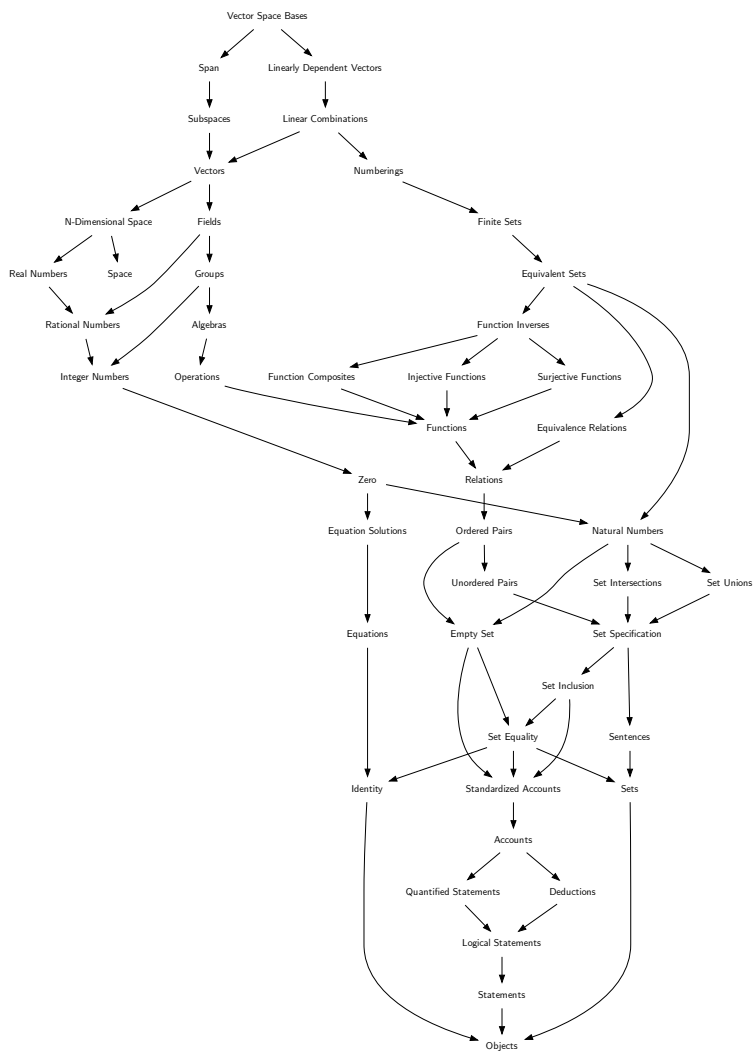 Vector Space Bases
Span
Linearly Dependent Vectors
Subspaces
Linear Combinations
Vectors
Numberings
N-Dimensional Space
Fields
Finite Sets
Real Numbers
Space
Groups
Equivalent Sets
Rational Numbers
Algebras
Function Inverses
Integer Numbers
Operations
Function Composites
Injective Functions
Surjective Functions
Functions
Equivalence Relations
Zero
Relations
Equation Solutions
Ordered Pairs
Natural Numbers
Unordered Pairs
Set Intersections
Set Unions
Equations
Empty Set
Set Specification
Set Inclusion
Set Equality
Sentences
Identity
Standardized Accounts
Sets
Accounts
Quantified Statements
Deductions
Logical Statements
Statements
Objects